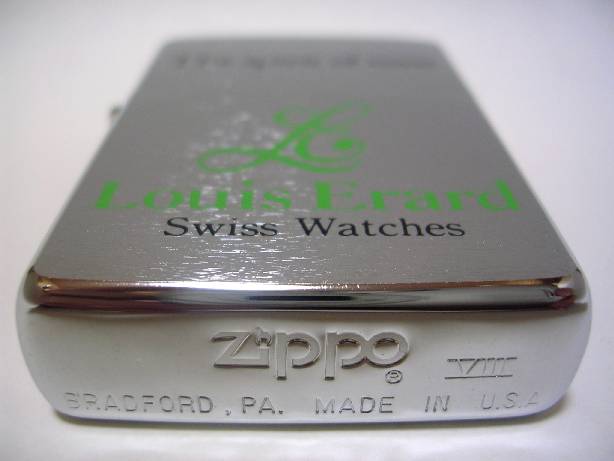 Louis Erard
Swiss Watches
zippo ® VIII
BRADFORD, PA. MADE IN U.S.A